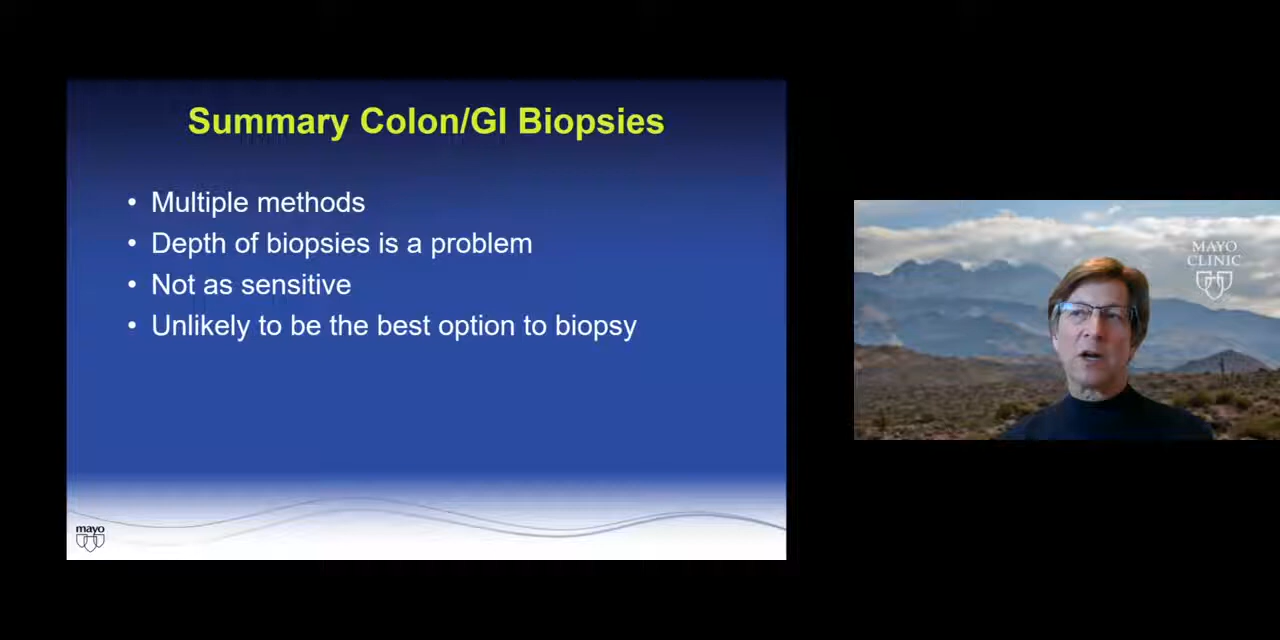 Summary Colon/GI Biopsies
• Multiple methods
• Depth of biopsies is a problem
• Not as sensitive
• Unlikely to be the best option to biopsy
mayo
MAYO
CLINIC